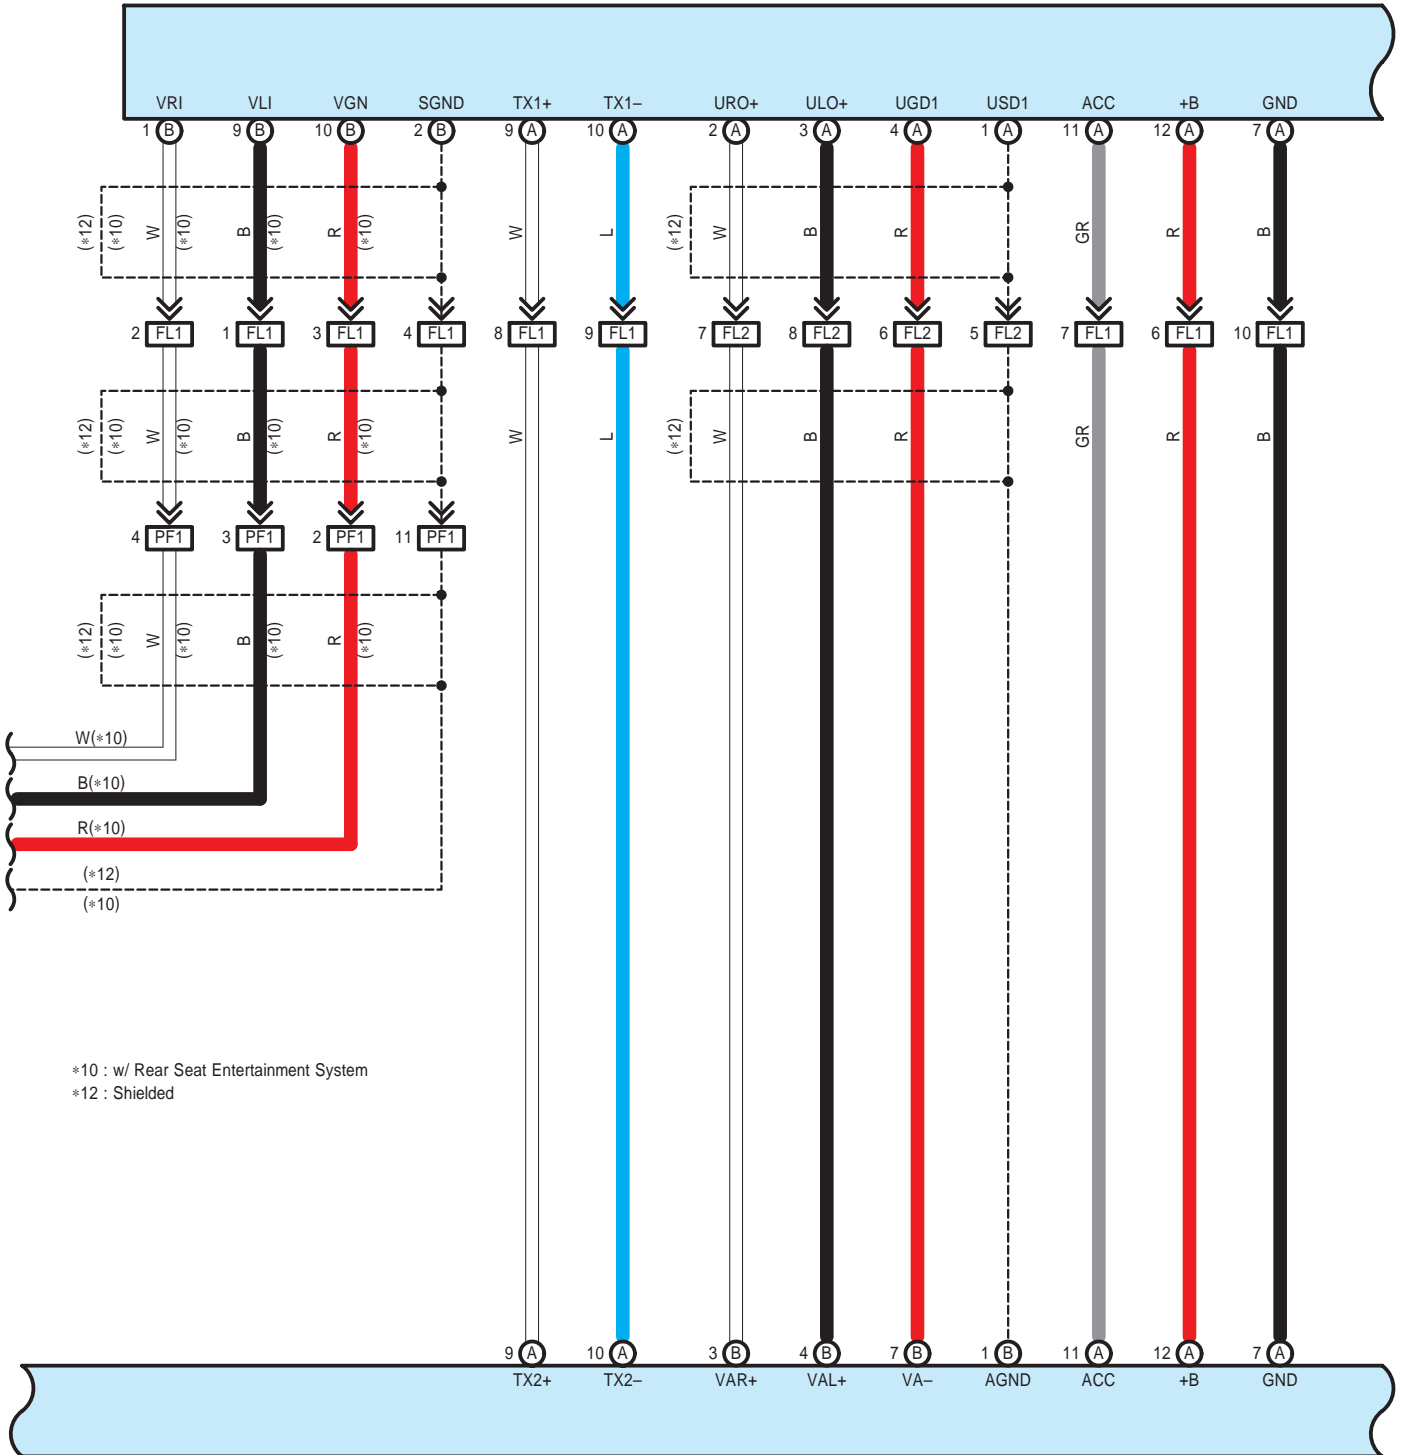 VRI VLI VGN SGND TX1+ TX1– URO+ ULO+ UGD1 USD1 ACC +B GND
1 B 9 B 10 B 2 B 9 A 10 A 2 A 3 A 4 A 1 A 11 A 12 A 7 A
(*12) (*10) W (*10) B (*10) R (*10) W L (*12) W B R GR R B
2 FL1 1 FL1 3 FL1 4 FL1 8 FL1 9 FL1 7 FL2 8 FL2 6 FL2 5 FL2 7 FL1 6 FL1 10 FL1
(*12) (*10) W (*10) B (*10) R (*10) W L (*12) W B R GR R B
4 PF1 3 PF1 2 PF1 11 PF1
(*12) (*10) W (*10) B (*10) R (*10)
W(*10)
B(*10)
R(*10)
(*12)
(*10)
*10 : w/ Rear Seat Entertainment System
*12 : Shielded
9 A 10 A 3 B 4 B 7 B 1 B 11 A 12 A 7 A
TX2+ TX2– VAR+ VAL+ VA– AGND ACC +B GND